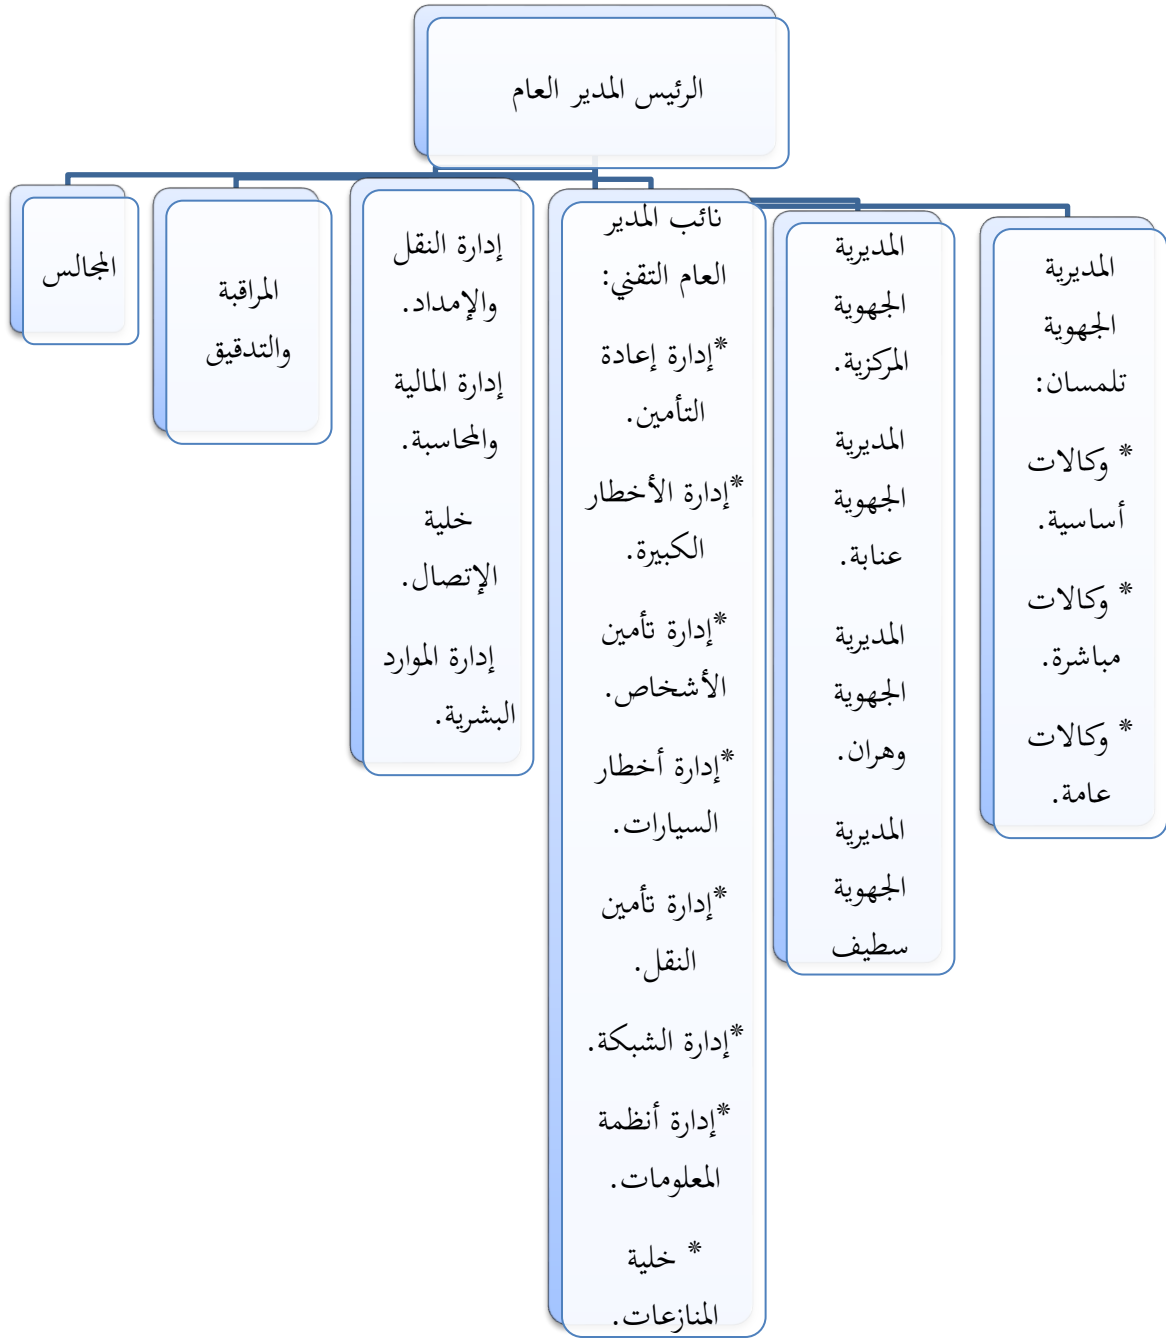 الرئيس المدير العام
المديرية
الجهوية
تلمسان:
* وكالات
أساسية.
* وكالات
مباشرة.
* وكالات
عامة.
المديرية
الجهوية
المركزية.
المديرية
الجهوية
عنابة.
المديرية
الجهوية
وهران.
المديرية
الجهوية
سطيف
نائب المدير
العام التقني:
*إدارة إعادة
التأمين.
*إدارة الأخطار
الكبيرة.
*إدارة تأمين
الأشخاص.
*إدارة أخطار
السيارات.
*إدارة تأمين
النقل.
*إدارة الشبكة.
*إدارة أنظمة
المعلومات.
* خلية
المنازعات.
إدارة النقل
والإمداد.
إدارة المالية
والمحاسبة.
خلية
الإتصال.
إدارة الموارد
البشرية.
المراقبة
والتدقيق
المجالس